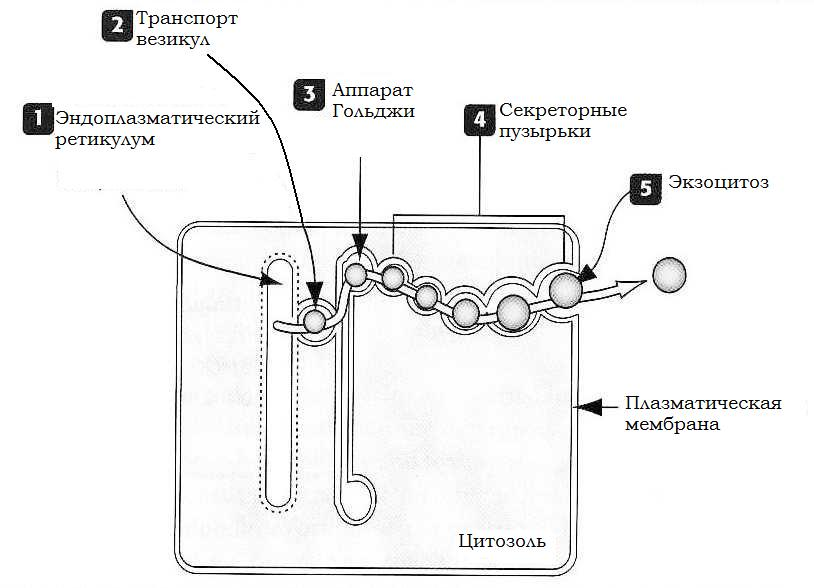 2 Транспорт
везикул
3 Аппарат
Гольджи
1 Эндоплазматический
ретикулум
4 Секреторные
пузырьки
5 Экзоцитоз
Плазматическая
мембрана
Цитозоль